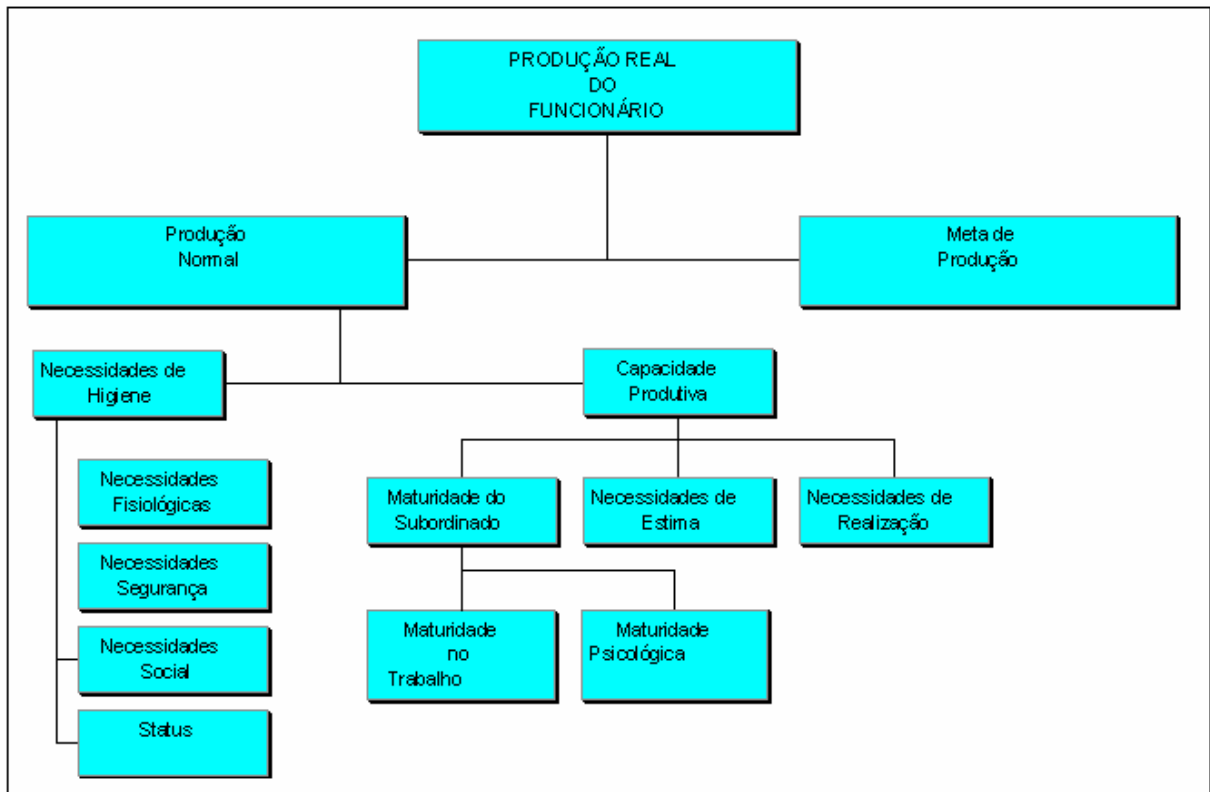 PRODUÇÃO REAL
DO
FUNCIONÁRIO
Produção
Normal
Meta de
Produção
Necessidades de
Higiene
Capacidade
Produtiva
Necessidades
Fisiológicas
Maturidade do
Subordinado
Necessidades de
Estima
Necessidades de
Realização
Necessidades
Segurança
Maturidade
no
Trabalho
Maturidade
Psicológica
Necessidades
Social
Status